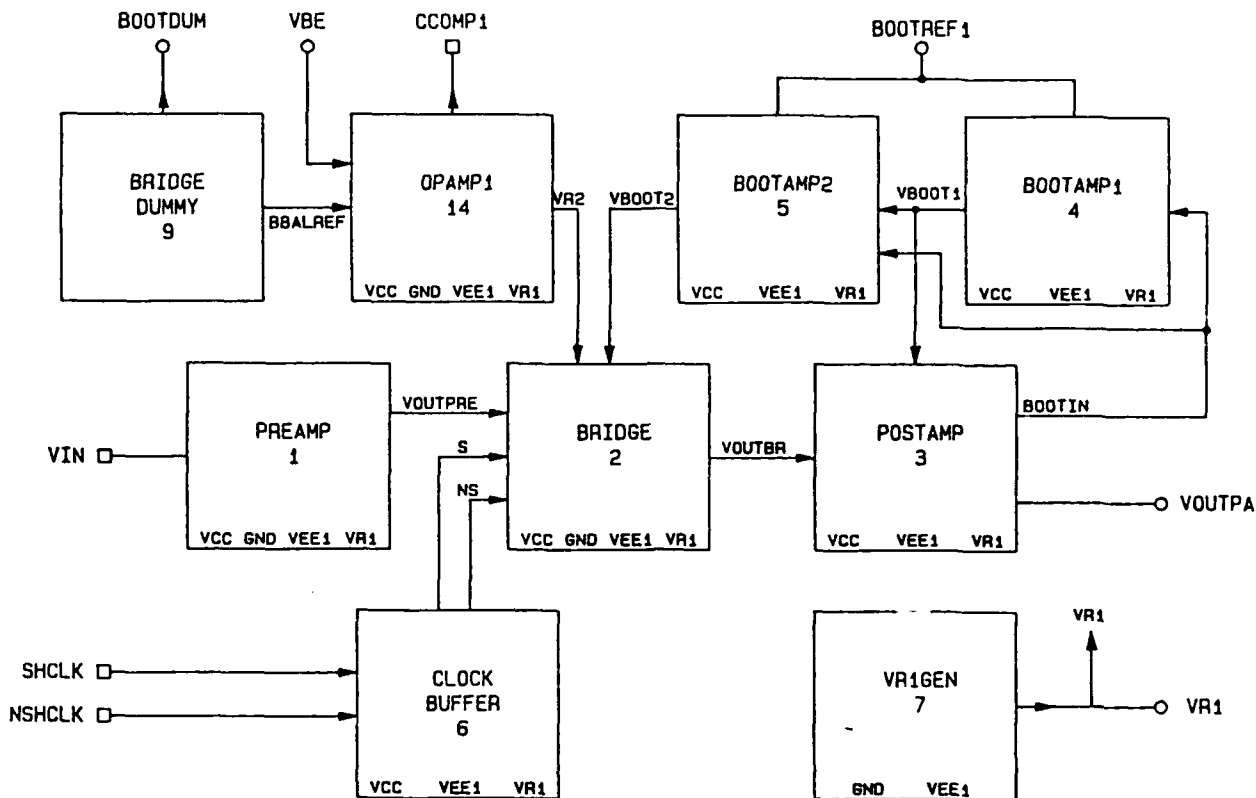 BOOTDUM VBE CCOMP1 BOOTREF1
BRIDGE
DUMMY
9
BBALREF
OPAMP1
14
VCC GND VEE1 VR1
VR2
VBOOT2
BOOTAMP2
5
VCC VEE1 VR1
VBOOT1
BOOTAMP1
4
VCC VEE1 VR1
VIN
PREAMP
1
VCC GND VEE1 VR1
VOUTPRE
S
NS
BRIDGE
2
VCC GND VEE1 VR1
VOUTBR
POSTAMP
3
VCC VEE1 VR1
BOOTIN
VOUTPA
SHCLK
NSHCLK
CLOCK
BUFFER
6
VCC VEE1 VR1
VR1GEN
7
GND VEE1
VR1
VR1